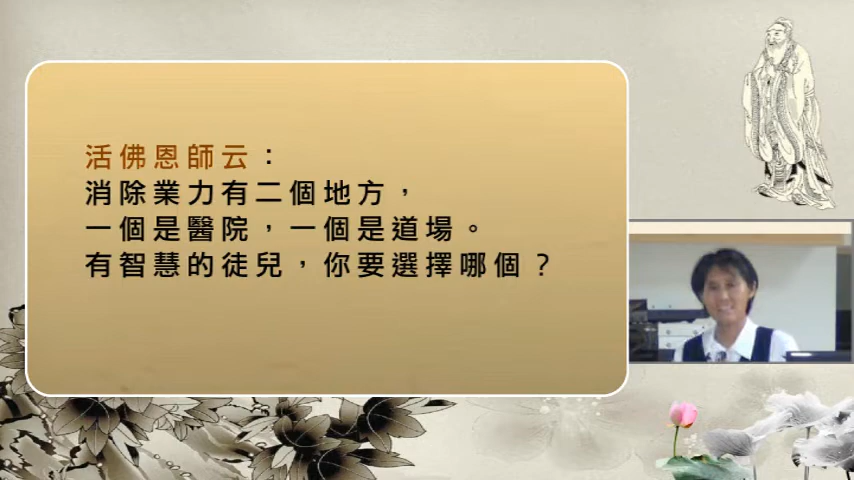 活佛恩師云：
消除業力有二個地方，
一個是醫院，一個是道場。
有智慧的徒兒，你要選擇哪個？